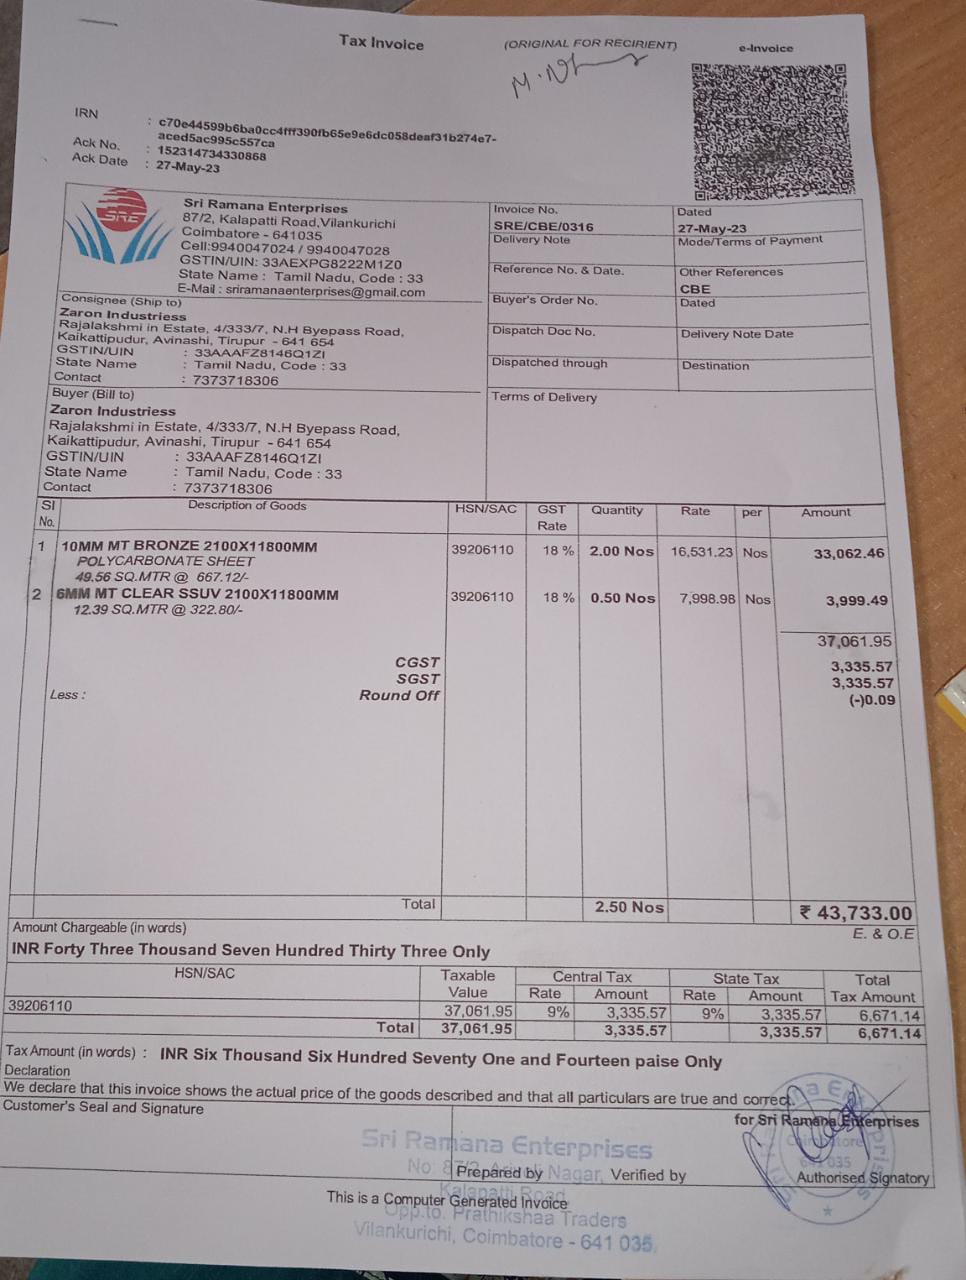 Tax Invoice
(ORIGINAL FOR RECIPIENT)
e-Invoice
IRN : c70e44599b6ba0cc4fff390fb65e9e6dc058deaf31b274e7-
aced5ac995c557ca
Ack No. : 152314734330868
Ack Date : 27-May-23
SRE
Sri Ramana Enterprises
87/2, Kalapatti Road,Vilankurichi
Coimbatore - 641035
Cell:9940047024 / 9940047028
GSTIN/UIN: 33AEXPG8222M1Z0
State Name : Tamil Nadu, Code : 33
E-Mail : sriramanaenterprises@gmail.com
Invoice No.
SRE/CBE/0316
Dated
27-May-23
Delivery Note
Mode/Terms of Payment
Reference No. & Date.
Other References
CBE
Buyer's Order No.
Dated
Dispatch Doc No.
Delivery Note Date
Dispatched through
Destination
Terms of Delivery
Consignee (Ship to)
Zaron Industriess
Rajalakshmi in Estate, 4/333/7, N.H Byepass Road,
Kaikattipudur, Avinashi, Tirupur - 641 654
GSTIN/UIN : 33AAAFZ8146Q1ZI
State Name : Tamil Nadu, Code : 33
Contact : 7373718306
Buyer (Bill to)
Zaron Industriess
Rajalakshmi in Estate, 4/333/7, N.H Byepass Road,
Kaikattipudur, Avinashi, Tirupur - 641 654
GSTIN/UIN : 33AAAFZ8146Q1ZI
State Name : Tamil Nadu, Code : 33
Contact : 7373718306
Sl No. Description of Goods HSN/SAC GST Rate Quantity Rate per Amount
1 10MM MT BRONZE 2100X11800MM 39206110 18 % 2.00 Nos 16,531.23 Nos 33,062.46
POLYCARBONATE SHEET
49.56 SQ.MTR @ 667.12/-
2 6MM MT CLEAR SSUV 2100X11800MM 39206110 18 % 0.50 Nos 7,998.98 Nos 3,999.49
12.39 SQ.MTR @ 322.80/-
37,061.95
CGST 3,335.57
SGST 3,335.57
Less : Round Off (-)0.09
Total 2.50 Nos ₹ 43,733.00
Amount Chargeable (in words) E. & O.E
INR Forty Three Thousand Seven Hundred Thirty Three Only
HSN/SAC Taxable Value Central Tax State Tax Total Tax Amount
Rate Amount Rate Amount
39206110 37,061.95 9% 3,335.57 9% 3,335.57 6,671.14
Total 37,061.95 3,335.57 3,335.57 6,671.14
Tax Amount (in words) : INR Six Thousand Six Hundred Seventy One and Fourteen paise Only
Declaration
We declare that this invoice shows the actual price of the goods described and that all particulars are true and correct.
Customer's Seal and Signature
for Sri Ramana Enterprises
Sri Ramana Enterprises
Nagar,
Prepared by
Verified by
Authorised Signatory
Kalapatti Road
This is a Computer Generated Invoice
Opp.to. Prathikshaa Traders
Vilankurichi, Coimbatore - 641 035.
Coimbatore
641 035